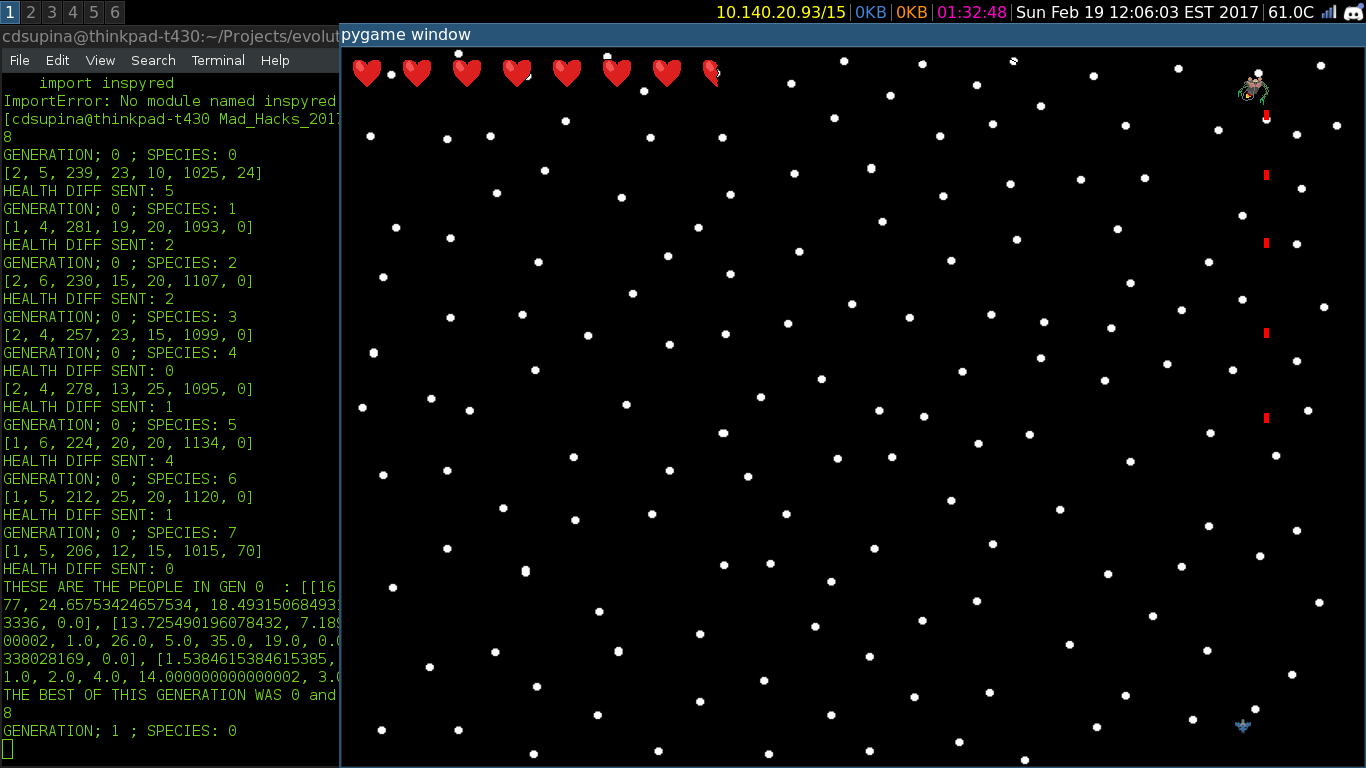 1 2 3 4 5 6 10.140.20.93/15 0KB 0KB 01:32:48 Sun Feb 19 12:06:03 EST 2017 61.0C
cdsupina@thinkpad-t430:~/Projects/evolut
pygame window
File Edit View Search Terminal Help
import inspyred
ImportError: No module named inspyred
[cdsupina@thinkpad-t430 Mad_Hacks_2017
8
GENERATION; 0 ; SPECIES: 0
[2, 5, 239, 23, 10, 1025, 24]
HEALTH DIFF SENT: 5
GENERATION; 0 ; SPECIES: 1
[1, 4, 281, 19, 20, 1093, 0]
HEALTH DIFF SENT: 2
GENERATION; 0 ; SPECIES: 2
[2, 6, 230, 15, 20, 1107, 0]
HEALTH DIFF SENT: 2
GENERATION; 0 ; SPECIES: 3
[2, 4, 257, 23, 15, 1099, 0]
GENERATION; 0 ; SPECIES: 4
HEALTH DIFF SENT: 0
[2, 4, 278, 13, 25, 1095, 0]
HEALTH DIFF SENT: 1
GENERATION; 0 ; SPECIES: 5
[1, 6, 224, 20, 20, 1134, 0]
HEALTH DIFF SENT: 4
GENERATION; 0 ; SPECIES: 6
[1, 5, 212, 25, 20, 1120, 0]
HEALTH DIFF SENT: 1
GENERATION; 0 ; SPECIES: 7
[1, 5, 206, 12, 15, 1015, 70]
HEALTH DIFF SENT: 0
THESE ARE THE PEOPLE IN GEN 0  : [[16
77, 24.65753424657534, 18.493150684931
3336, 0.0], [13.725490196078432, 7.189
00002, 1.0, 26.0, 5.0, 35.0, 19.0, 0.0
338028169, 0.0], [1.5384615384615385,
1.0, 2.0, 4.0, 14.000000000000002, 3.0
THE BEST OF THIS GENERATION WAS 0 and
8
GENERATION; 1 ; SPECIES: 0